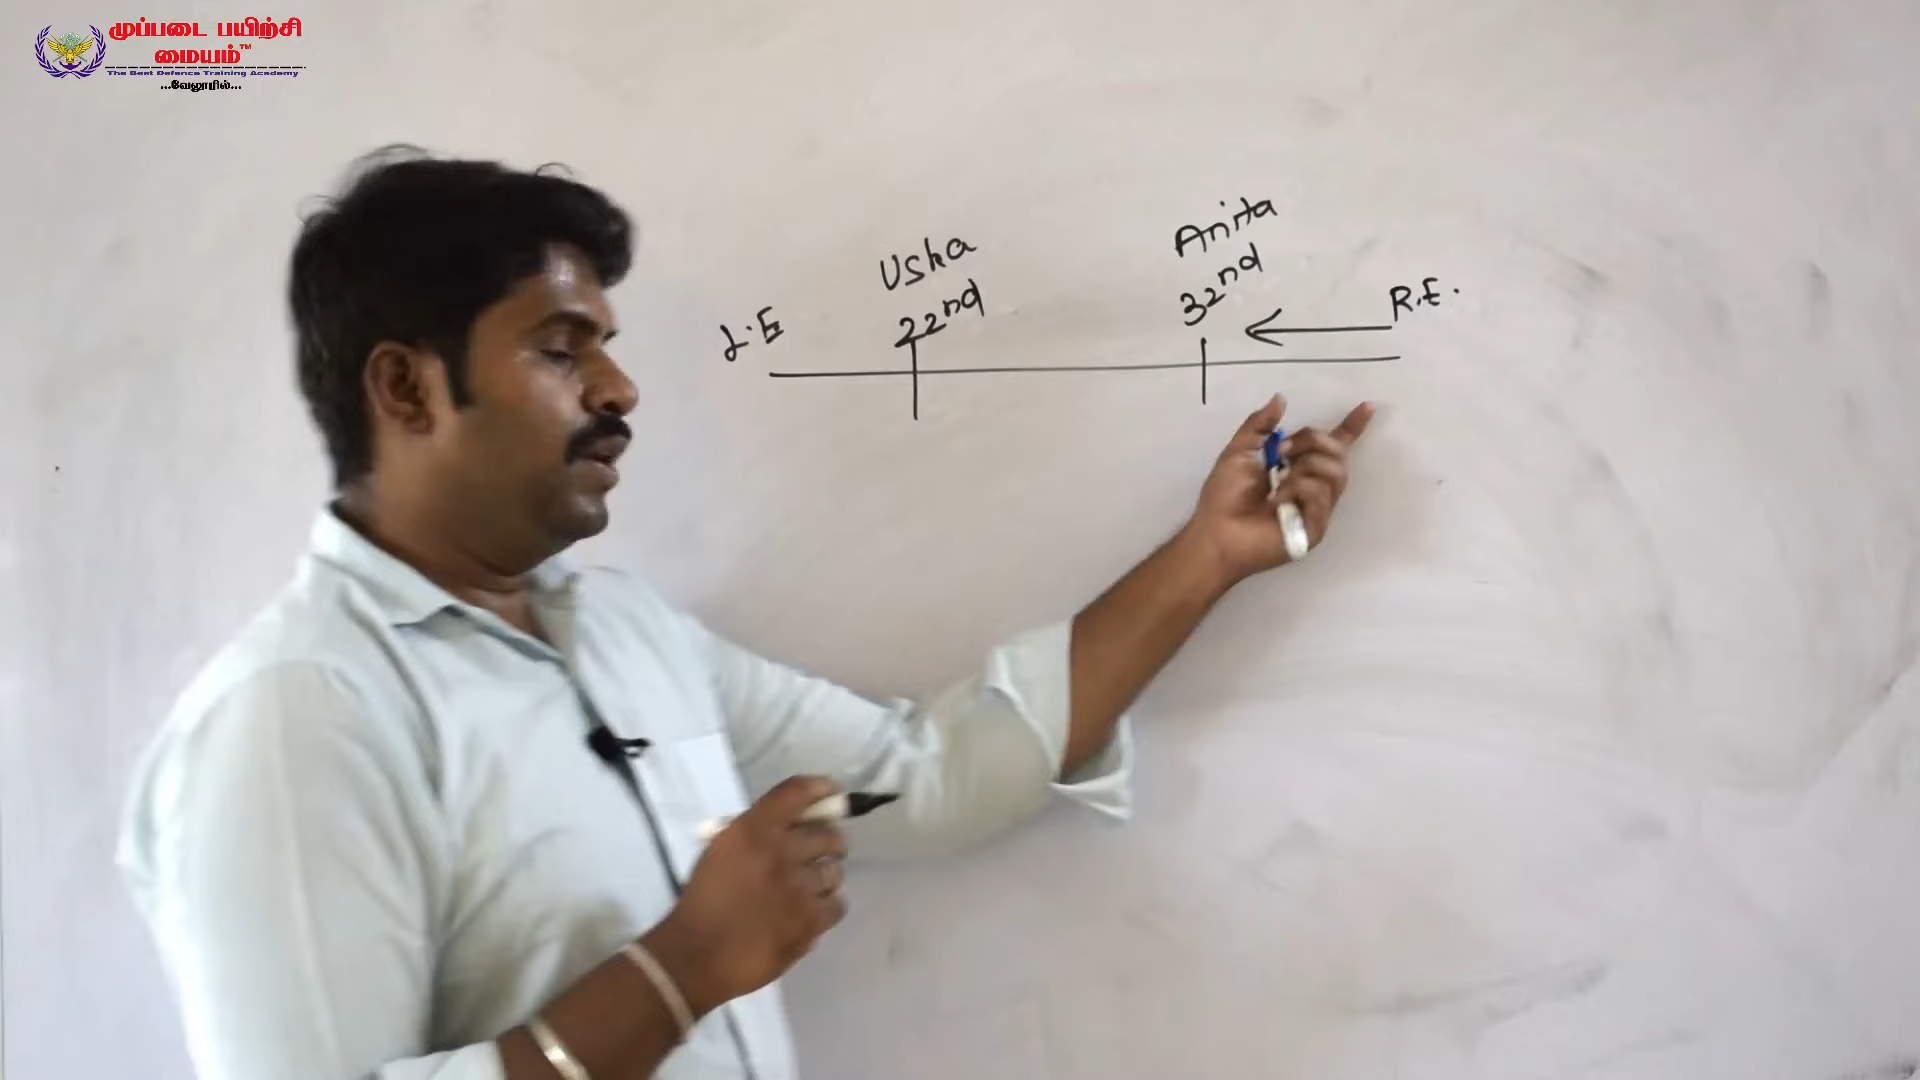 முப்படை பயிற்சி
மையம்™
The Best Defence Training Academy
...வேலூரில்...
Usha
22nd
L.E
Anita
32nd
R.E.